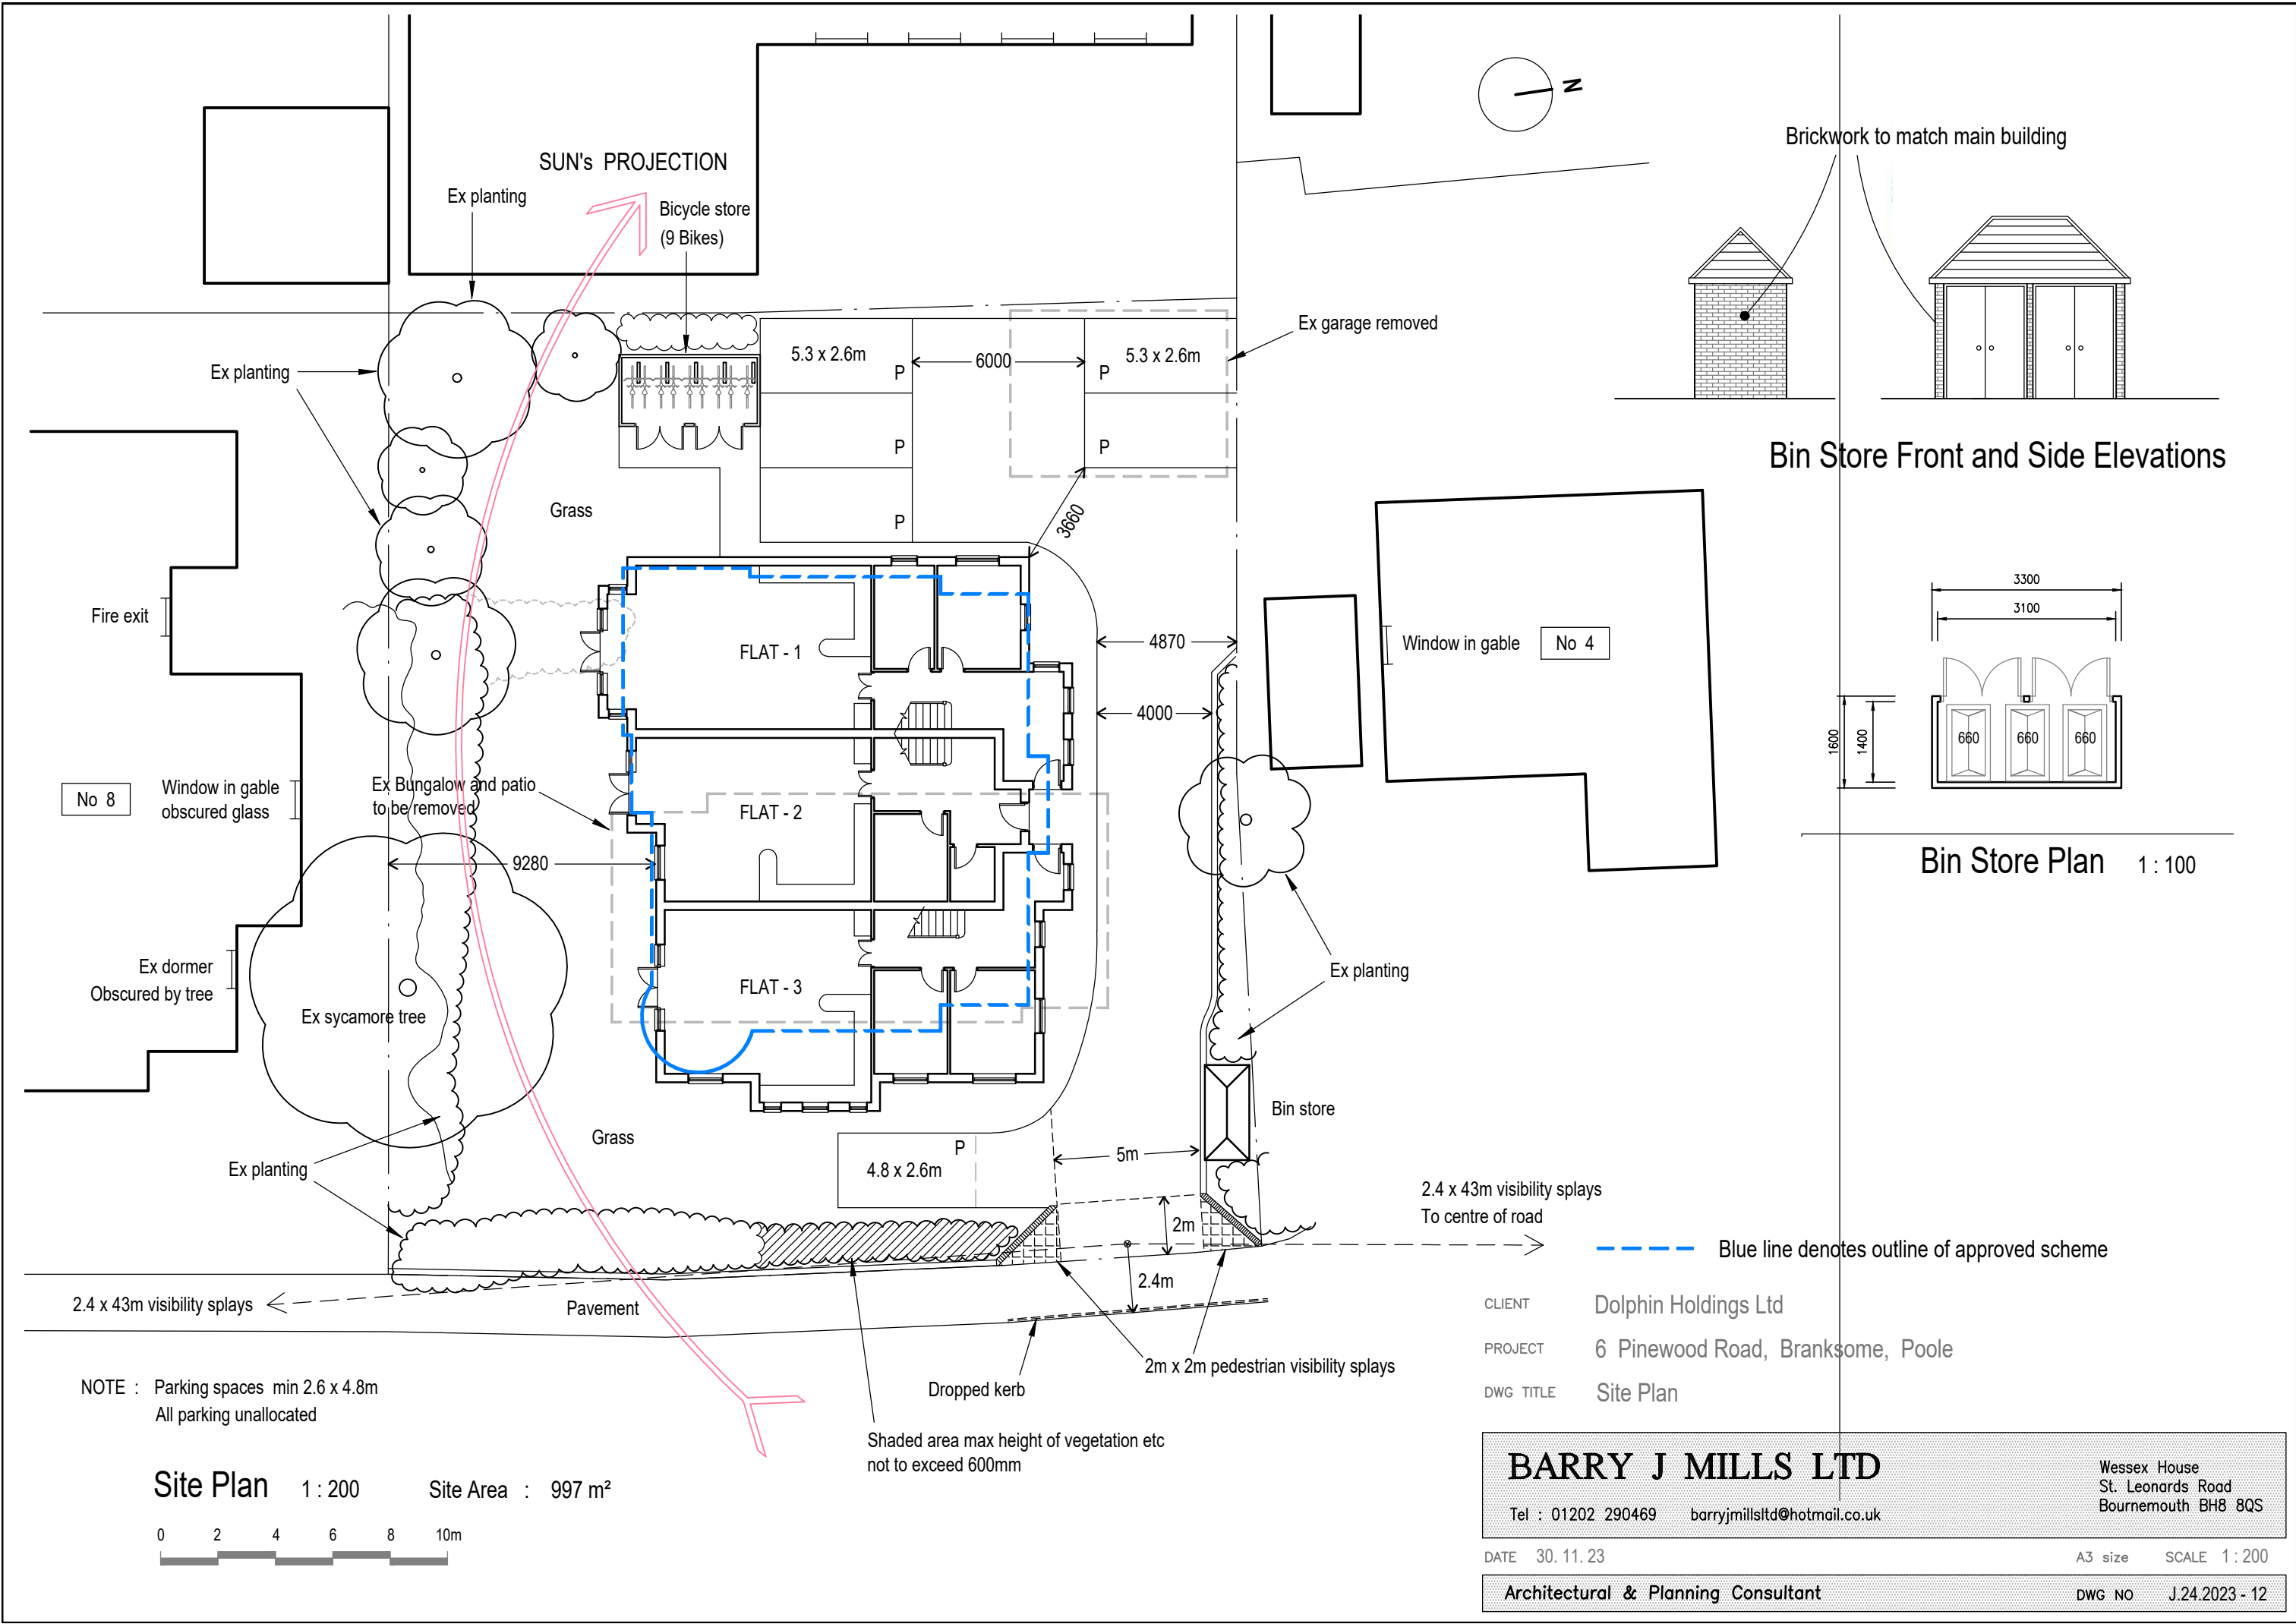 SUN's PROJECTION
Ex planting
Bicycle store
(9 Bikes)
N
Brickwork to match main building
Ex planting
5.3 x 2.6m
P
6000
P
5.3 x 2.6m
Ex garage removed
P
P
P
3660
Grass
Bin Store Front and Side Elevations
Fire exit
FLAT - 1
4870
4000
Window in gable
No 4
3300
3100
1600
1400
660
660
660
Bin Store Plan 1 : 100
No 8
Window in gable
obscured glass
Ex Bungalow and patio
to be removed
FLAT - 2
9280
Ex dormer
Obscured by tree
Ex sycamore tree
FLAT - 3
Ex planting
Bin store
Grass
Ex planting
P
4.8 x 2.6m
5m
2m
2.4m
2.4 x 43m visibility splays
To centre of road
Blue line denotes outline of approved scheme
2.4 x 43m visibility splays
Pavement
Dropped kerb
2m x 2m pedestrian visibility splays
Shaded area max height of vegetation etc
not to exceed 600mm
NOTE : Parking spaces min 2.6 x 4.8m
All parking unallocated
Site Plan 1 : 200 Site Area : 997 m²
0 2 4 6 8 10m
CLIENT Dolphin Holdings Ltd
PROJECT 6 Pinewood Road, Branksome, Poole
DWG TITLE Site Plan
BARRY J MILLS LTD
Tel : 01202 290469 barryjmillsltd@hotmail.co.uk
Wessex House
St. Leonards Road
Bournemouth BH8 8QS
DATE 30. 11. 23
A3 size SCALE 1 : 200
Architectural & Planning Consultant
DWG NO J.24.2023 - 12